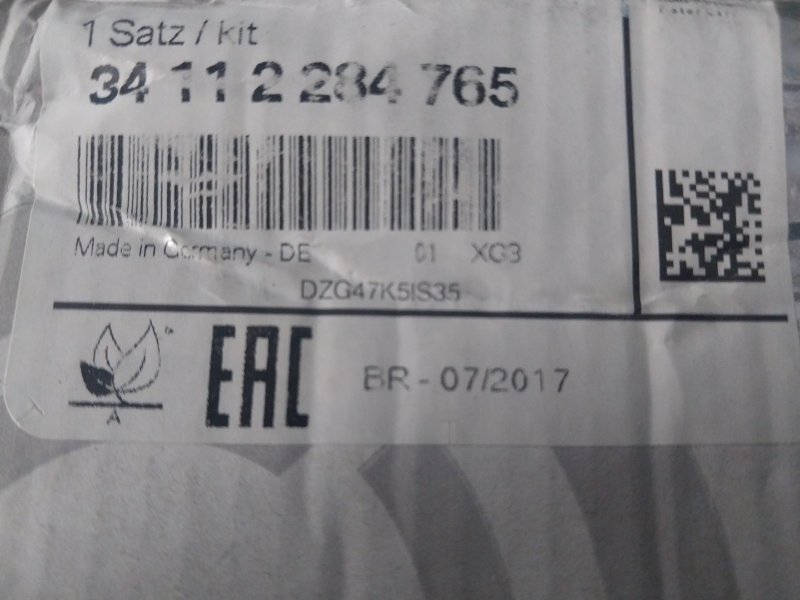 1 Satz / kit
34 11 2 284 765
Made in Germany - DE 01 XG3
DZG47K5IS35
A
EAC
BR - 07/2017